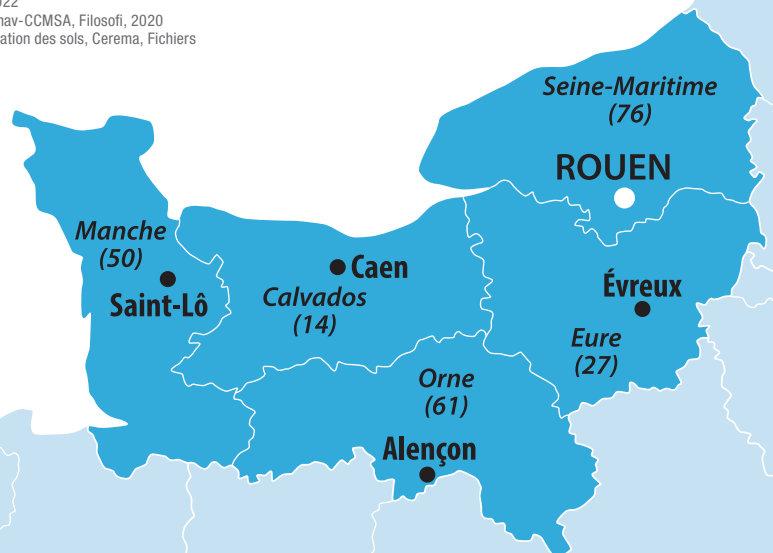 2022
nav-CCMSA, Filosofi, 2020
ation des sols, Cerema, Fichiers
Seine-Maritime
(76)
ROUEN
Manche
(50)
Saint-Lô
Caen
Calvados
(14)
Évreux
Eure
(27)
Orne
(61)
Alençon